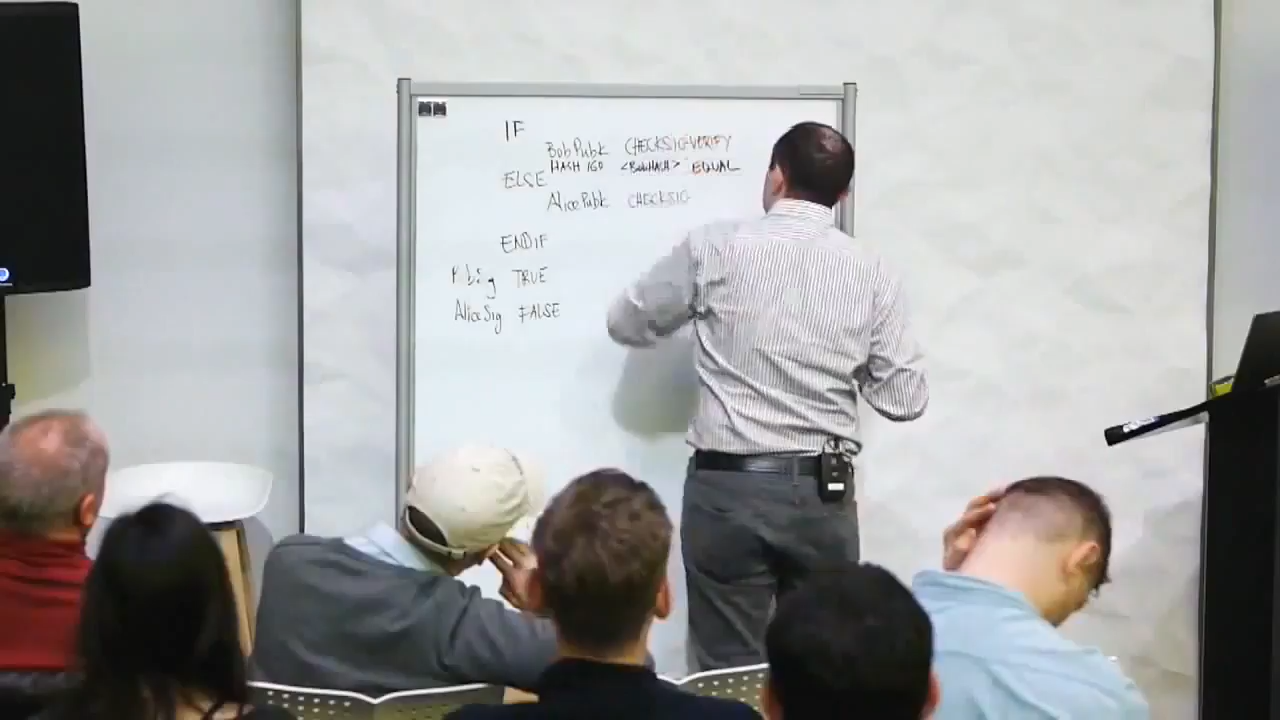 IF
BobPubk CHECKSIGVERIFY
HASH 160 <BobHASH> EQUAL
ELSE
AlicePubk CHECKSIG
ENDIF
TRUE
AliceSig FALSE